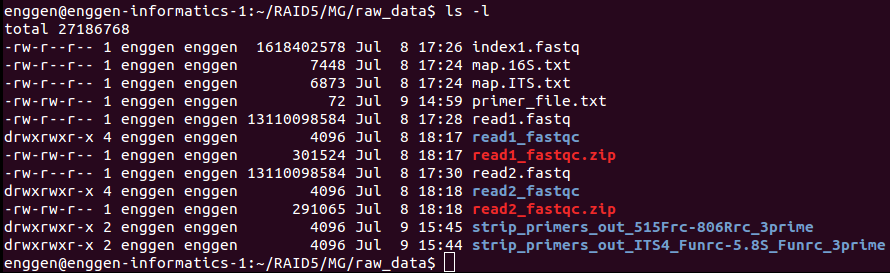 enggen@enggen-informatics-1:~/RAID5/MG/raw_data$ ls -l
total 27186768
-rw-r--r-- 1 enggen enggen  1618402578 Jul  8 17:26 index1.fastq
-rw-rw-r-- 1 enggen enggen        7448 Jul  8 17:24 map.16S.txt
-rw-rw-r-- 1 enggen enggen        6873 Jul  8 17:24 map.ITS.txt
-rw-rw-r-- 1 enggen enggen          72 Jul  9 14:59 primer_file.txt
-rw-r--r-- 1 enggen enggen 13110098584 Jul  8 17:28 read1.fastq
drwxrwxr-x 4 enggen enggen        4096 Jul  8 18:17 read1_fastqc
-rw-rw-r-- 1 enggen enggen      301524 Jul  8 18:17 read1_fastqc.zip
-rw-r--r-- 1 enggen enggen 13110098584 Jul  8 17:30 read2.fastq
drwxrwxr-x 4 enggen enggen        4096 Jul  8 18:18 read2_fastqc
-rw-rw-r-- 1 enggen enggen      291065 Jul  8 18:18 read2_fastqc.zip
drwxrwxr-x 2 enggen enggen        4096 Jul  9 15:45 strip_primers_out_515Frc-806Rrc_3prime
drwxrwxr-x 2 enggen enggen        4096 Jul  9 15:44 strip_primers_out_ITS4_Funrc-5.8S_Funrc_3prime
enggen@enggen-informatics-1:~/RAID5/MG/raw_data$